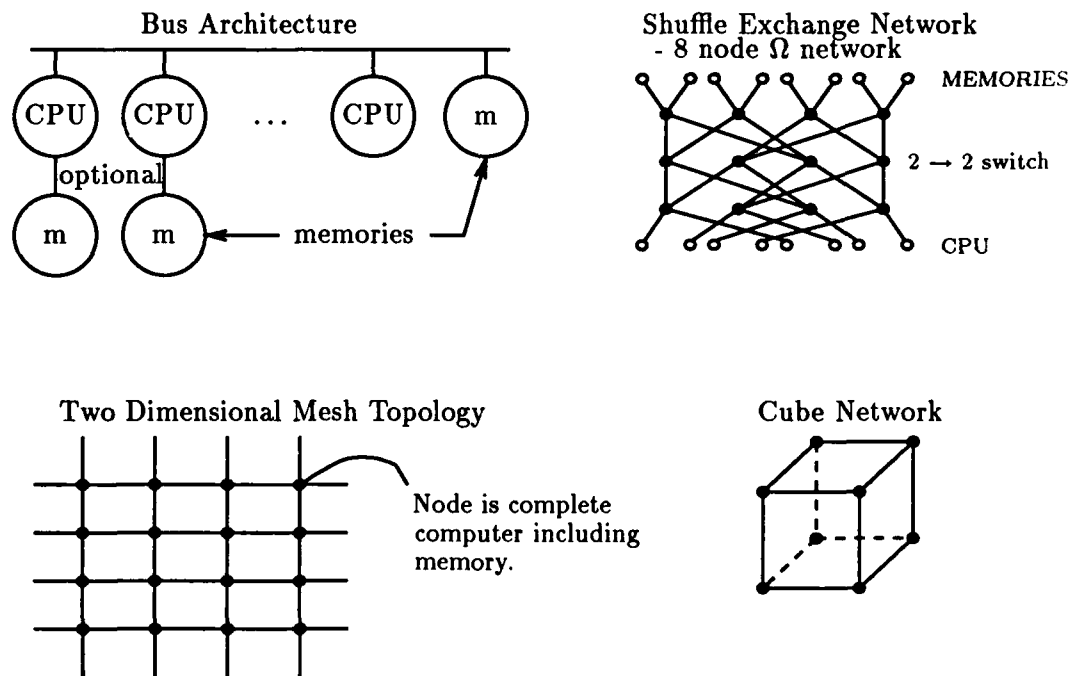 Bus Architecture
CPU
CPU
...
CPU
m
optional
m
m
memories
Shuffle Exchange Network
- 8 node Ω network
MEMORIES
2 → 2 switch
CPU
Two Dimensional Mesh Topology
Node is complete
computer including
memory.
Cube Network